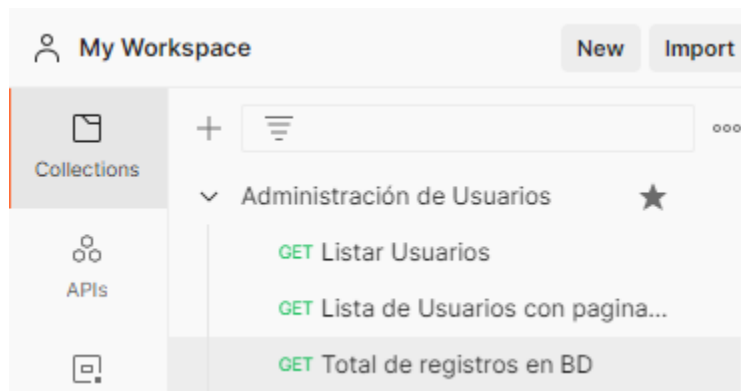 My Workspace
New
Import
Collections
Administración de Usuarios
GET Listar Usuarios
APIs
GET Lista de Usuarios con pagina...
GET Total de registros en BD